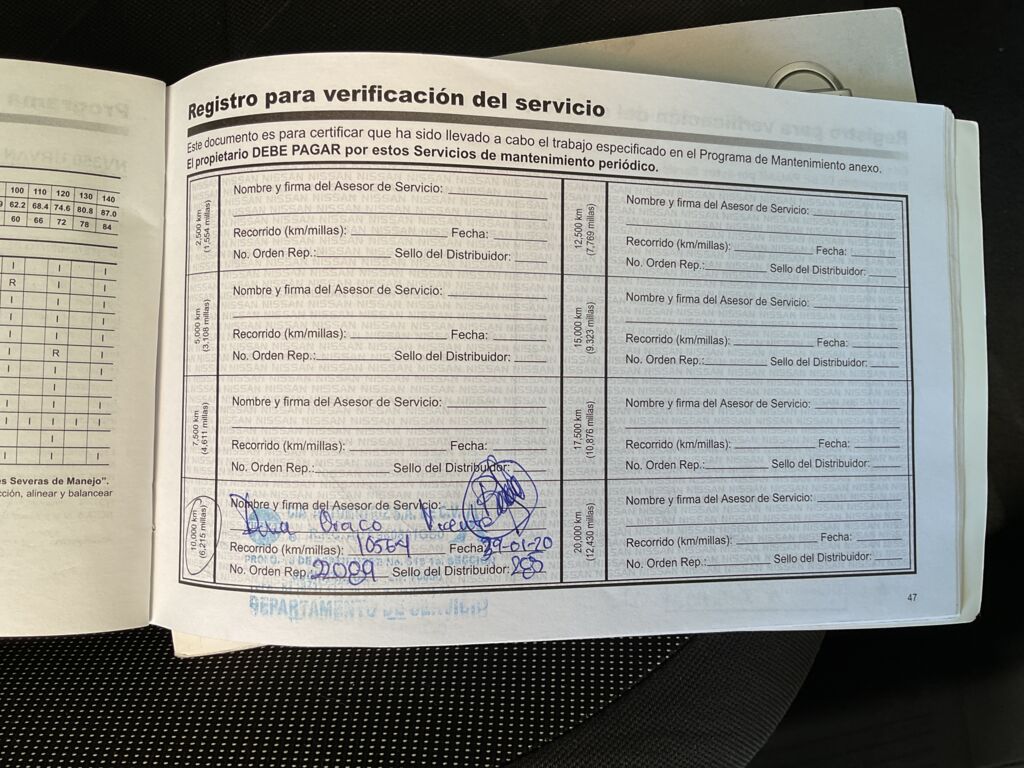 Registro para verificación del servicio
Este documento es para certificar que ha sido llevado a cabo el trabajo especificado en el Programa de Mantenimiento anexo.
El propietario DEBE PAGAR por estos Servicios de mantenimiento periódico.
2,500 km
(1,554 millas)
Nombre y firma del Asesor de Servicio:
Recorrido (km/millas): Fecha:
No. Orden Rep.: Sello del Distribuidor:
5,000 km
(3,108 millas)
Nombre y firma del Asesor de Servicio:
Recorrido (km/millas): Fecha:
No. Orden Rep.: Sello del Distribuidor:
7,500 km
(4,611 millas)
Nombre y firma del Asesor de Servicio:
Recorrido (km/millas): Fecha:
No. Orden Rep.: Sello del Distribuidor:
10,000 km
(6,215 millas)
Nombre y firma del Asesor de Servicio:
Vicente
Recorrido (km/millas): 10564 Fecha: 29-01-20
No. Orden Rep.: 22089 Sello del Distribuidor: 282
DEPARTAMENTO DE SERVICIO
12,500 km
(7,769 millas)
Nombre y firma del Asesor de Servicio:
Recorrido (km/millas): Fecha:
No. Orden Rep.: Sello del Distribuidor:
15,000 km
(9,323 millas)
Nombre y firma del Asesor de Servicio:
Recorrido (km/millas): Fecha:
No. Orden Rep.: Sello del Distribuidor:
17,500 km
(10,876 millas)
Nombre y firma del Asesor de Servicio:
Recorrido (km/millas): Fecha:
No. Orden Rep.: Sello del Distribuidor:
20,000 km
(12,430 millas)
Nombre y firma del Asesor de Servicio:
Recorrido (km/millas): Fecha:
No. Orden Rep.: Sello del Distribuidor:
47
100 110 120 130 140
62.2 68.4 74.6 80.8 87.0
60 66 72 78 84
es Severas de Manejo".
cción, alinear y balancear